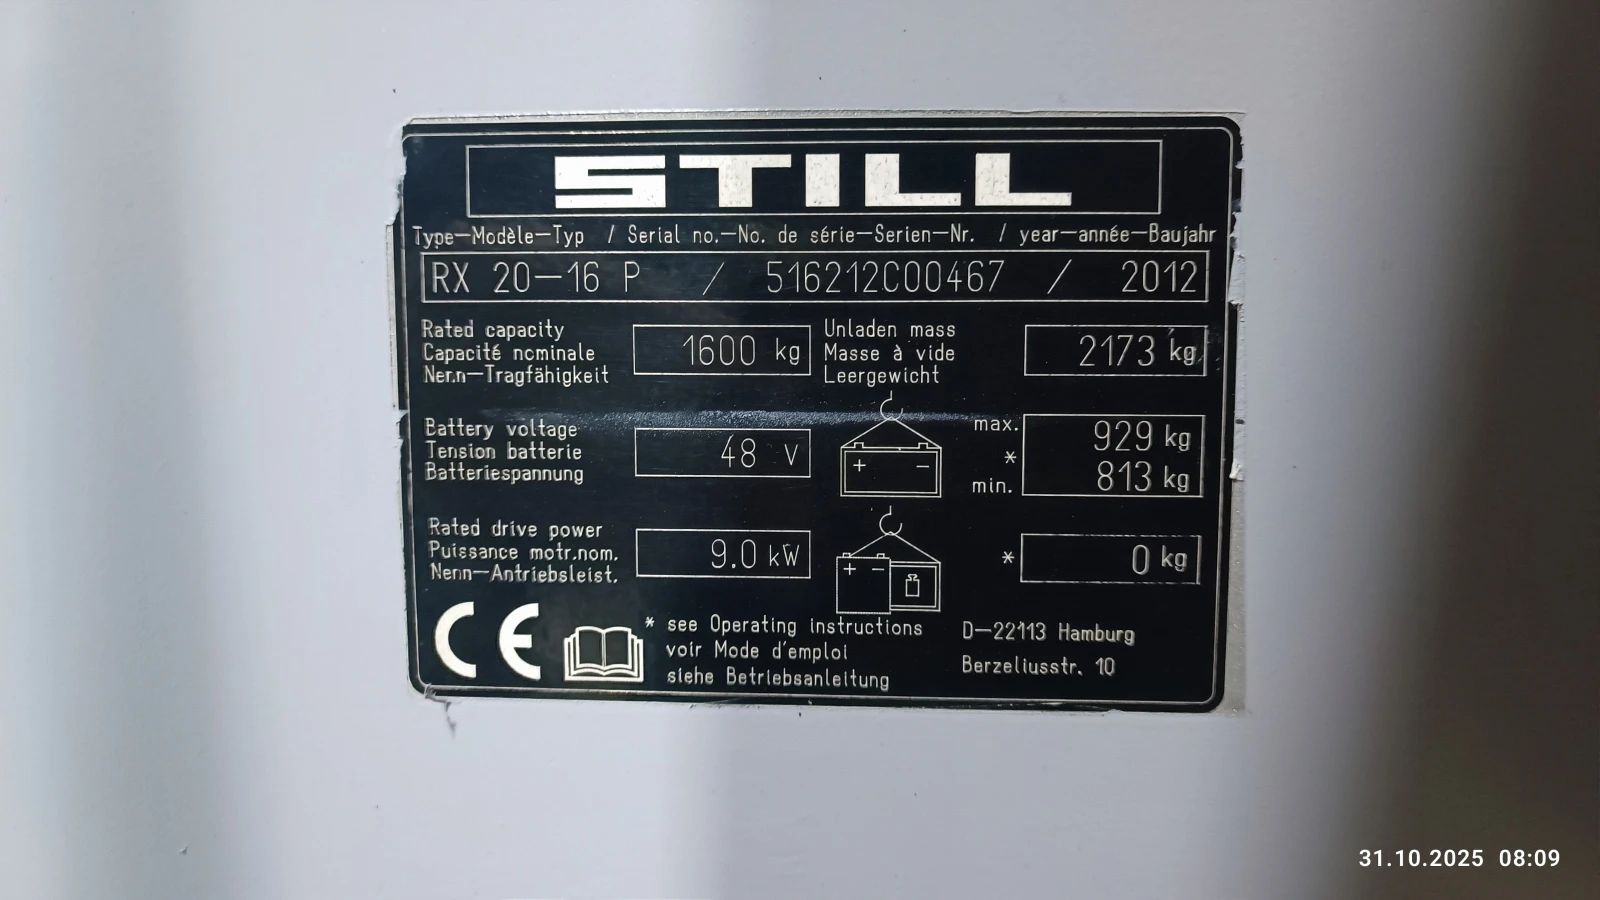 STILL
Type—Modèle—Typ / Serial no.—No. de série—Serien—Nr. / year—année—Baujahr
RX 20—16 P / 516212C00467 / 2012
Rated capacity
Capacité nominale
Nenn—Tragfähigkeit
1600 kg
Unladen mass
Masse à vide
Leergewicht
2173 kg
Battery voltage
Tension batterie
Batteriespannung
48 V
+ −
max.
*
min.
929 kg
813 kg
Rated drive power
Puissance motr.nom.
Nenn—Antriebsleist.
9.0 kW
+ −
*
0 kg
CE
* see Operating instructions
voir Mode d'emploi
siehe Betriebsanleitung
D—22113 Hamburg
Berzeliusstr. 10
31.10.2025 08:09